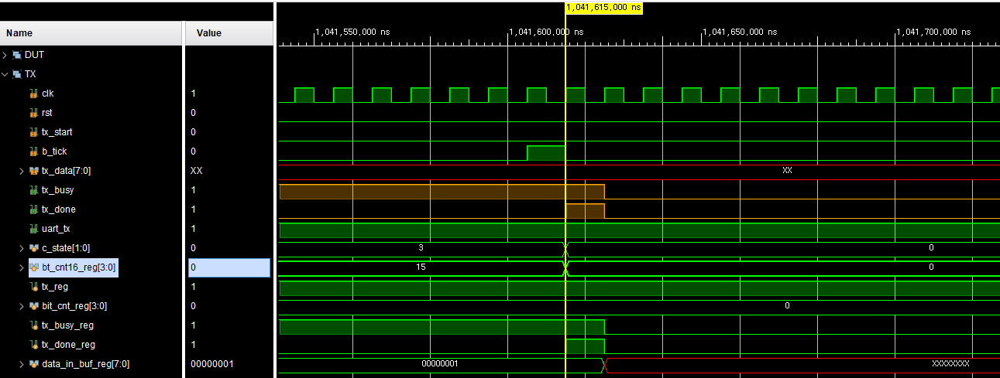 1,041,615,000 ns
Name Value 1,041,550,000 ns 1,041,600,000 ns 1,041,650,000 ns 1,041,700,000 ns
DUT
TX
clk 1
rst 0
tx_start 0
b_tick 0
tx_data[7:0] XX XX
tx_busy 1
tx_done 1
uart_tx 1
c_state[1:0] 0 3 0
bt_cnt16_reg[3:0] 0 15 0
tx_reg 1
bit_cnt_reg[3:0] 0 0
tx_busy_reg 1
tx_done_reg 1
data_in_buf_reg[7:0] 00000001 00000001 XXXXXXXX